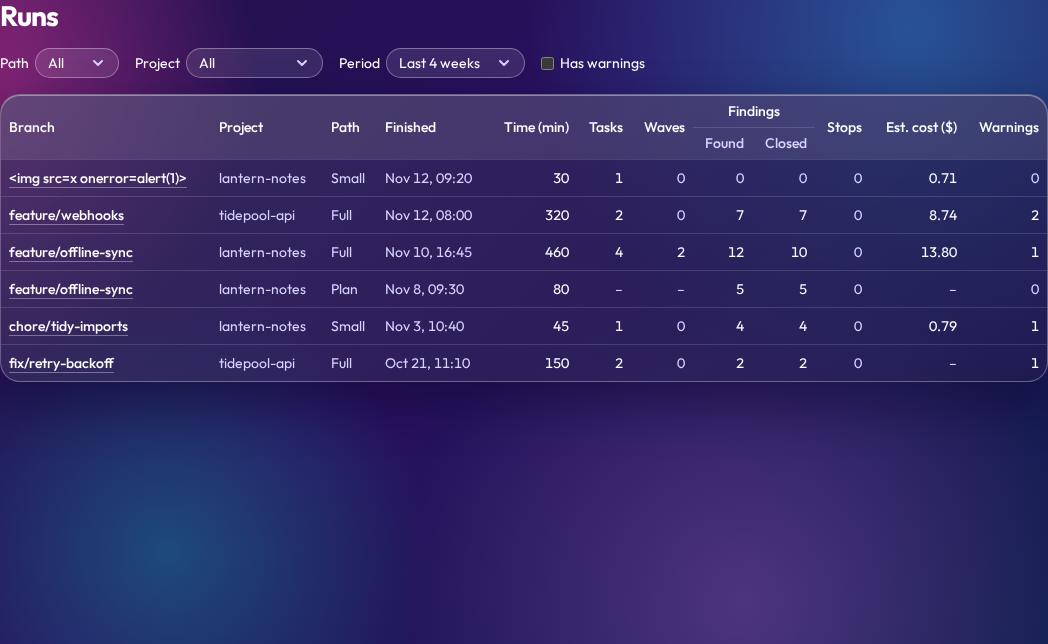 Runs
Path All Project All Period Last 4 weeks Has warnings
Findings
Branch Project Path Finished Time (min) Tasks Waves Stops Est. cost ($) Warnings
Found Closed
<img src=x onerror=alert(1)> lantern-notes Small Nov 12, 09:20 30 1 0 0 0 0 0.71 0
feature/webhooks tidepool-api Full Nov 12, 08:00 320 2 0 7 7 0 8.74 2
feature/offline-sync lantern-notes Full Nov 10, 16:45 460 4 2 12 10 0 13.80 1
feature/offline-sync lantern-notes Plan Nov 8, 09:30 80 – – 5 5 0 – 0
chore/tidy-imports lantern-notes Small Nov 3, 10:40 45 1 0 4 4 0 0.79 1
fix/retry-backoff tidepool-api Full Oct 21, 11:10 150 2 0 2 2 0 – 1